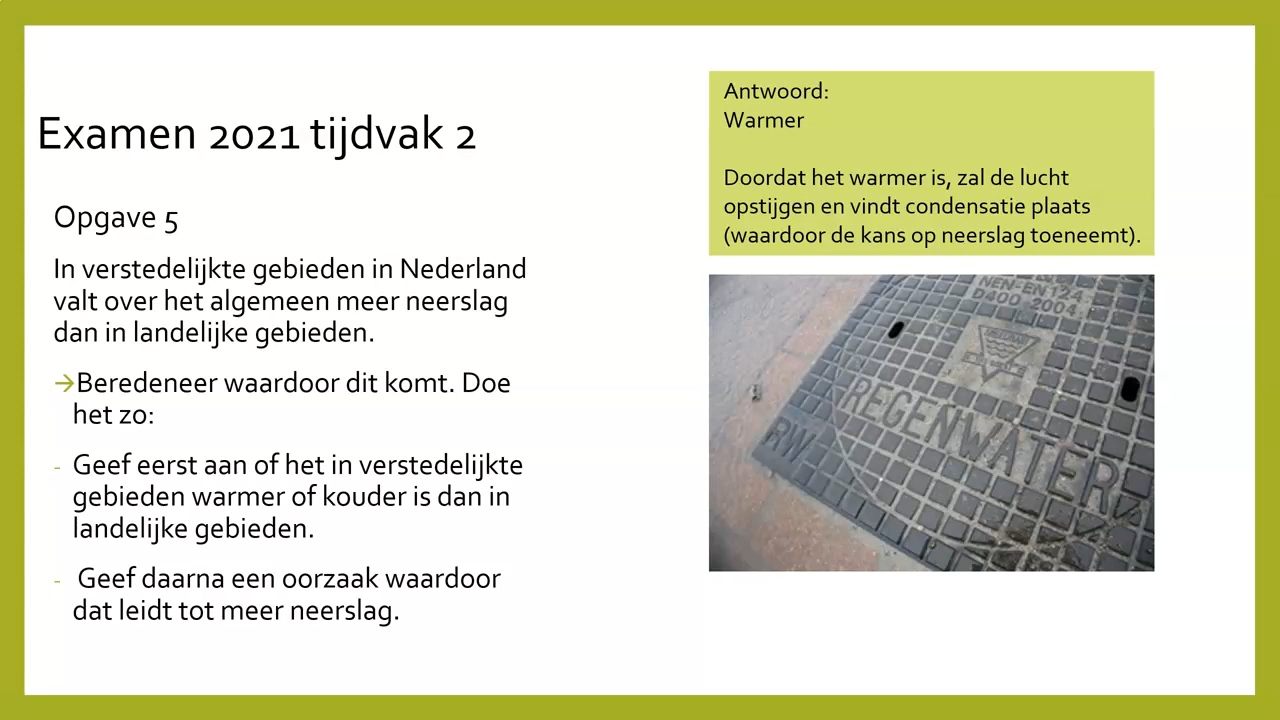 Examen 2021 tijdvak 2
Opgave 5
In verstedelijkte gebieden in Nederland
valt over het algemeen meer neerslag
dan in landelijke gebieden.
→Beredeneer waardoor dit komt. Doe
het zo:
- Geef eerst aan of het in verstedelijkte
gebieden warmer of kouder is dan in
landelijke gebieden.
- Geef daarna een oorzaak waardoor
dat leidt tot meer neerslag.
Antwoord:
Warmer
Doordat het warmer is, zal de lucht
opstijgen en vindt condensatie plaats
(waardoor de kans op neerslag toeneemt).
NEN-EN 124
D400 2004
REGENWATER
RW